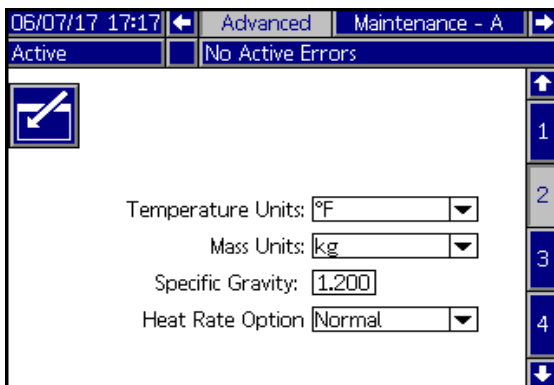 06/07/17 17:17 Advanced Maintenance - A
Active No Active Errors
1
2
Temperature Units: °F
Mass Units: kg
3
Specific Gravity: 1.200
Heat Rate Option Normal
4